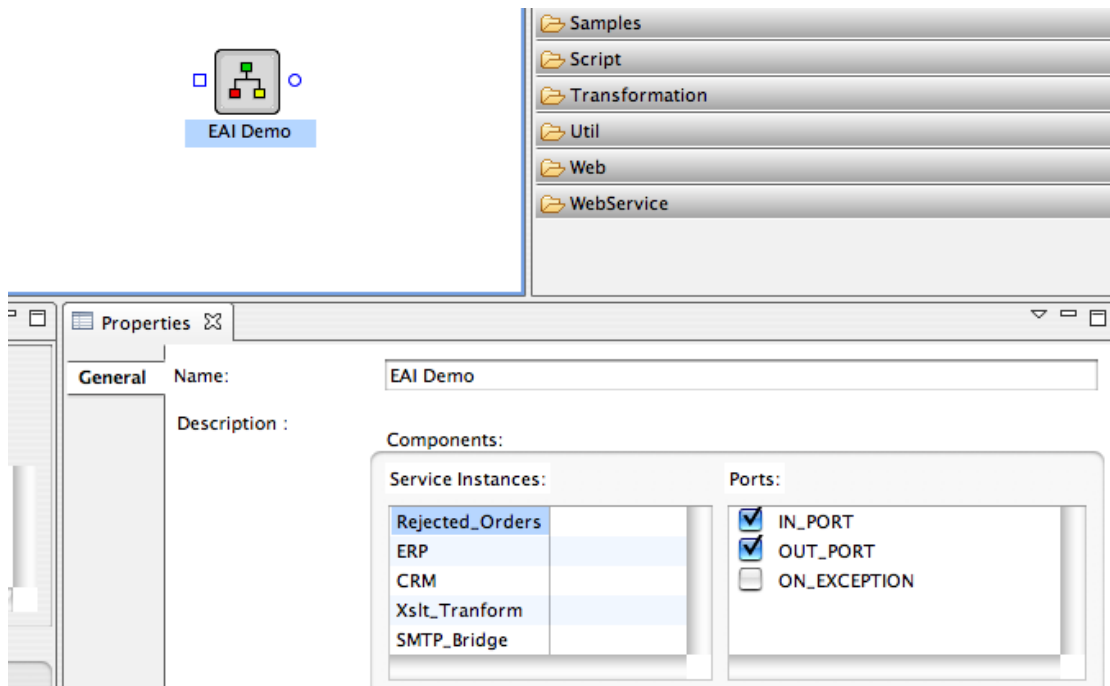 Samples
Script
EAI Demo
Transformation
Util
Web
WebService
Properties
General
Name:
EAI Demo
Description :
Components:
Service Instances:
Ports:
Rejected_Orders
IN_PORT
ERP
OUT_PORT
CRM
ON_EXCEPTION
Xslt_Tranform
SMTP_Bridge